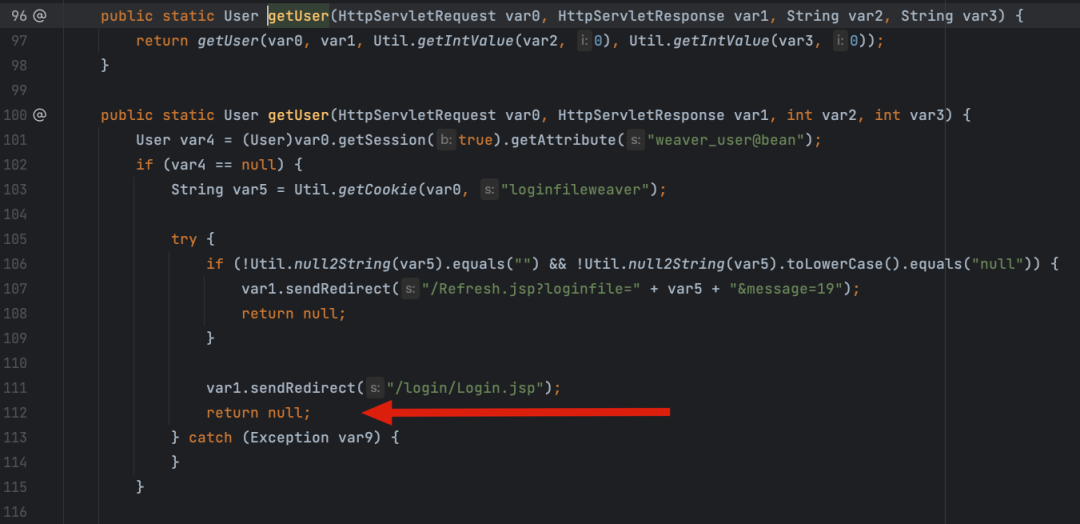 96 @ public static User getUser(HttpServletRequest var0, HttpServletResponse var1, String var2, String var3) {
97 return getUser(var0, var1, Util.getIntValue(var2, i: 0), Util.getIntValue(var3, i: 0));
98 }
99
100 @ public static User getUser(HttpServletRequest var0, HttpServletResponse var1, int var2, int var3) {
101 User var4 = (User)var0.getSession( b: true).getAttribute( s: "weaver_user@bean");
102 if (var4 == null) {
103 String var5 = Util.getCookie(var0, s: "loginfileweaver");
104
105 try {
106 if (!Util.null2String(var5).equals("") && !Util.null2String(var5).toLowerCase().equals("null")) {
107 var1.sendRedirect( s: "/Refresh.jsp?loginfile=" + var5 + "&message=19");
108 return null;
109 }
110
111 var1.sendRedirect( s: "/login/Login.jsp");
112 return null;
113 } catch (Exception var9) {
114 }
115 }
116